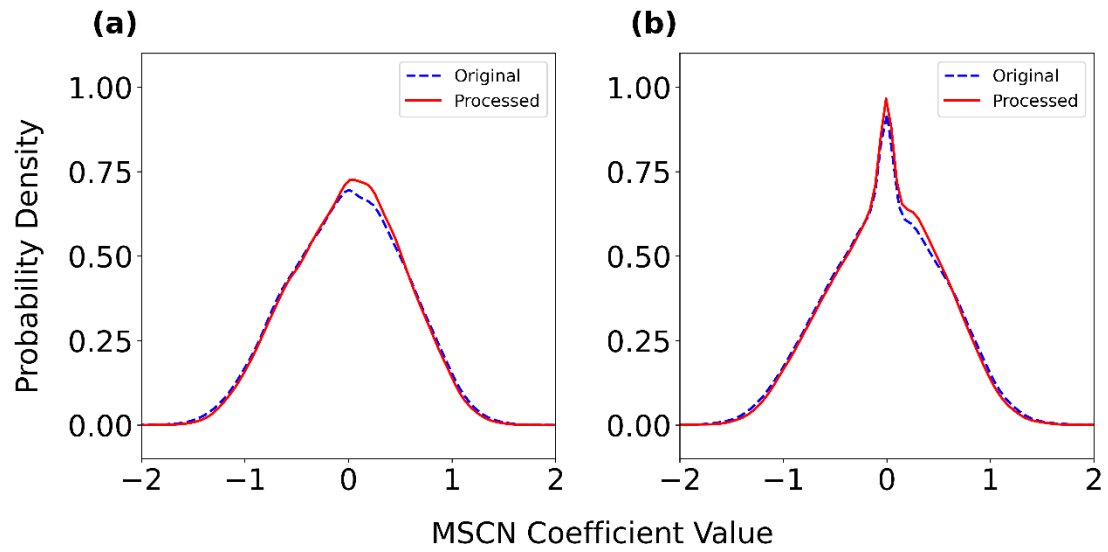 (a)
(b)
Original
Processed
Original
Processed
Probability Density
1.00
0.75
0.50
0.25
0.00
1.00
0.75
0.50
0.25
0.00
−2 −1 0 1 2
−2 −1 0 1 2
MSCN Coefficient Value